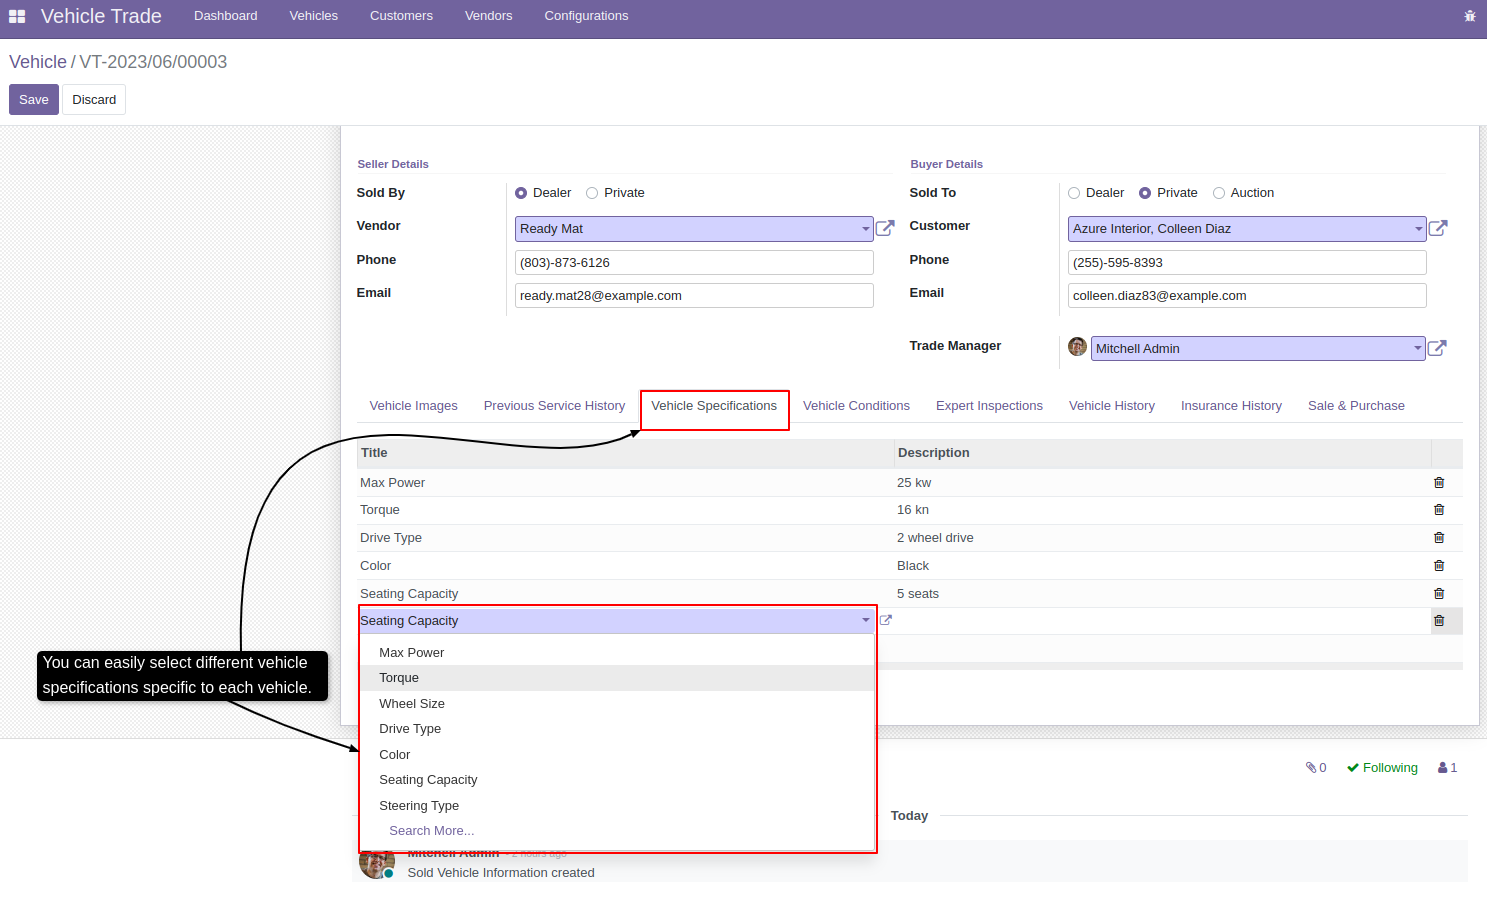 Vehicle Trade Dashboard Vehicles Customers Vendors Configurations
Vehicle / VT-2023/06/00003
Save Discard
Seller Details Buyer Details
Sold By Dealer Private Sold To Dealer Private Auction
Vendor Ready Mat Customer Azure Interior, Colleen Diaz
Phone (803)-873-6126 Phone (255)-595-8393
Email ready.mat28@example.com Email colleen.diaz83@example.com
Trade Manager Mitchell Admin
Vehicle Images Previous Service History Vehicle Specifications Vehicle Conditions Expert Inspections Vehicle History Insurance History Sale & Purchase
Title Description
Max Power 25 kw
Torque 16 kn
Drive Type 2 wheel drive
Color Black
Seating Capacity 5 seats
Seating Capacity
Max Power
Torque
Wheel Size
Drive Type
Color
Seating Capacity
Steering Type
Search More...
You can easily select different vehicle
specifications specific to each vehicle.
0 Following 1
Today
Mitchell Admin - 2 hours ago
Sold Vehicle Information created